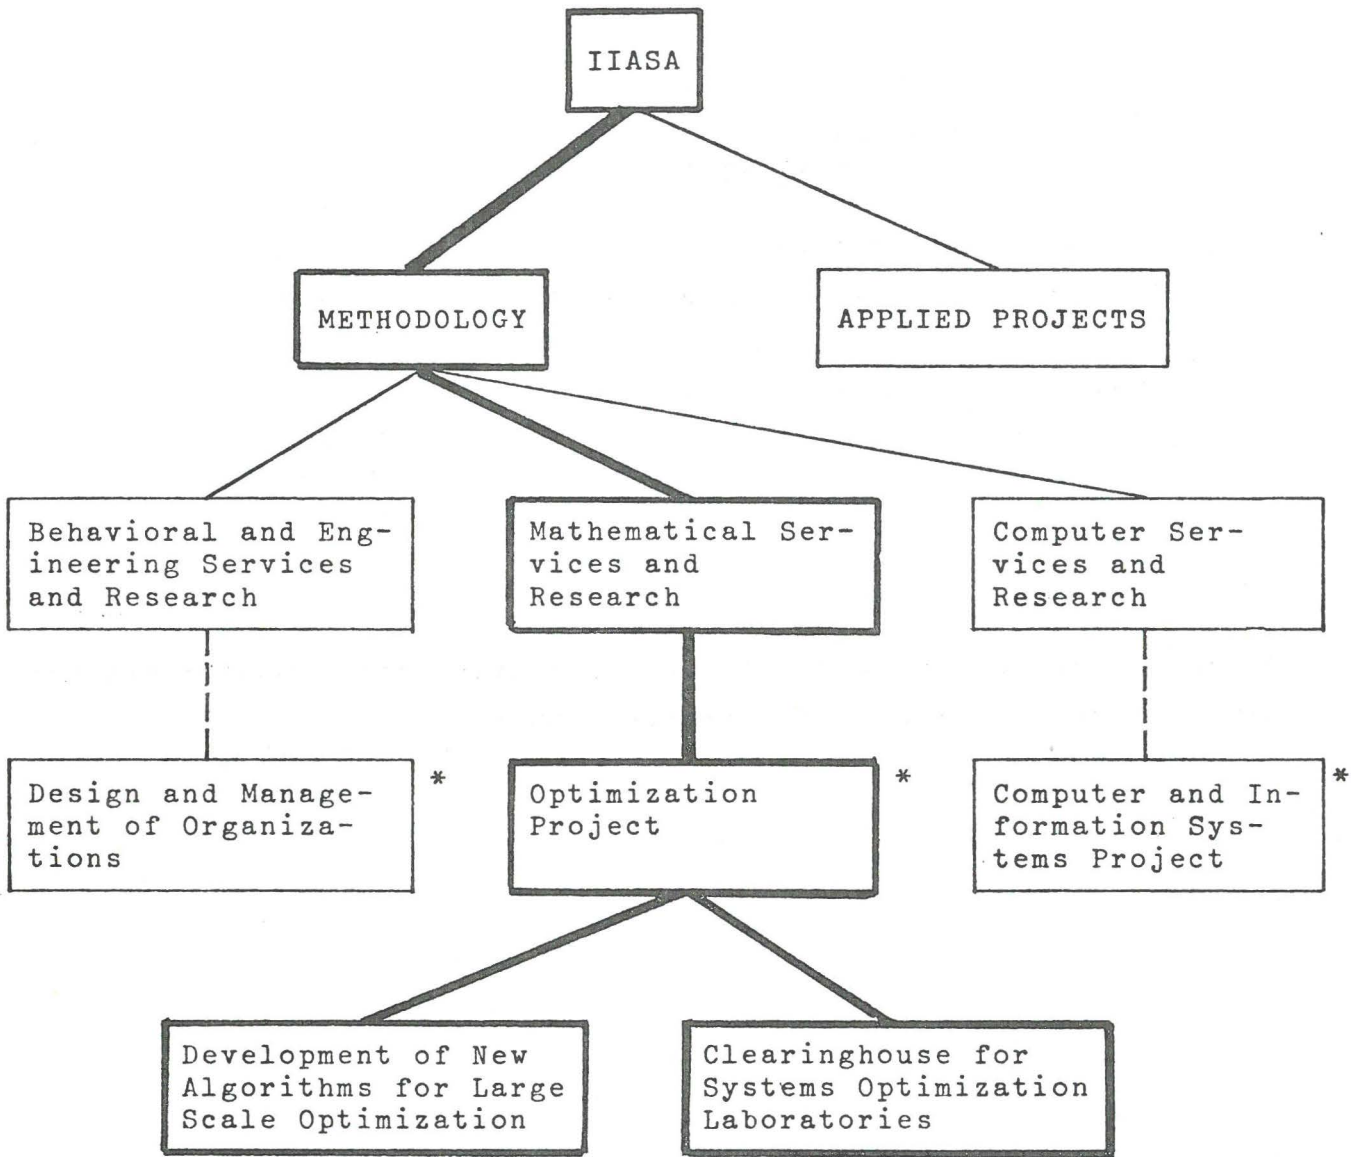 IIASA
METHODOLOGY
APPLIED PROJECTS
Behavioral and Eng-
ineering Services
and Research
Mathematical Ser-
vices and
Research
Computer Ser-
vices and
Research
Design and Manage-
ment of Organiza-
tions
*
Optimization
Project
*
Computer and In-
formation Sys-
tems Project
*
Development of New
Algorithms for Large
Scale Optimization
Clearinghouse for
Systems Optimization
Laboratories